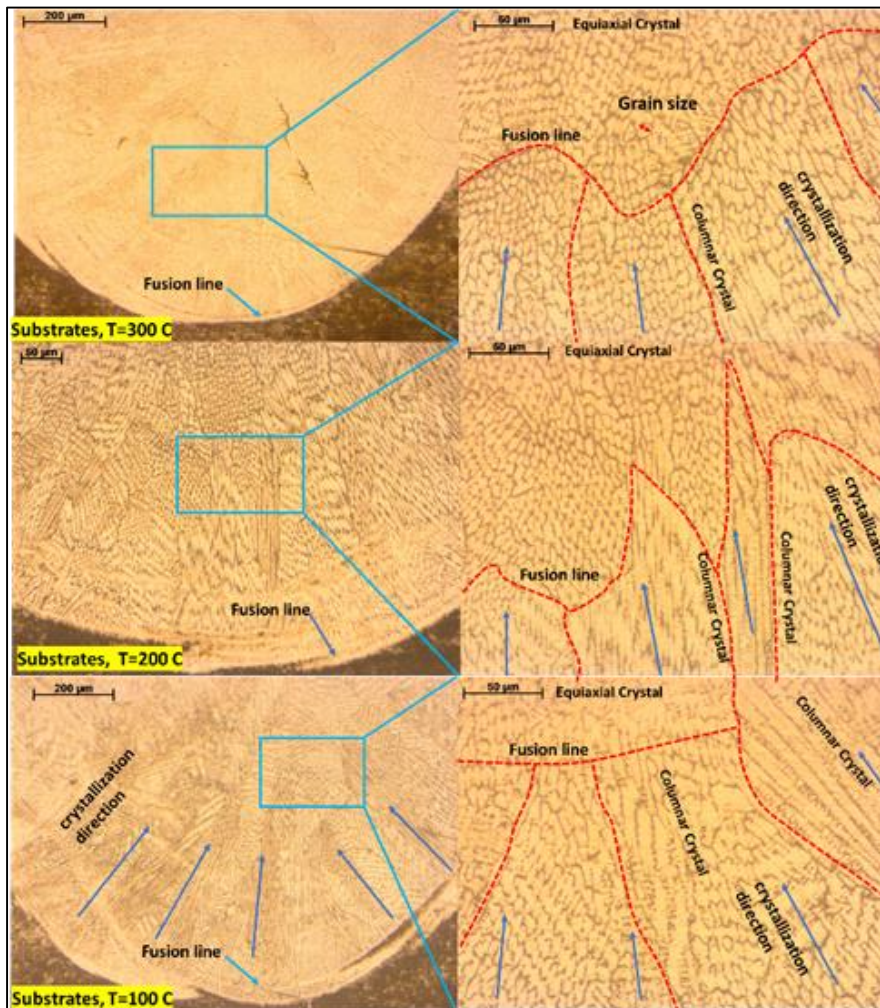 200 µm
Fusion line
Substrates, T=300 C
50 µm
Equiaxial Crystal
Grain size
Fusion line
Columnar Crystal
crystallization
direction
50 µm
Fusion line
Substrates, T=200 C
50 µm
Equiaxial Crystal
Fusion line
Columnar Crystal
Columnar Crystal
crystallization
direction
200 µm
crystallization
direction
Fusion line
Substrates, T=100 C
50 µm
Equiaxial Crystal
Fusion line
Columnar Crystal
Columnar Crystal
crystallization
direction